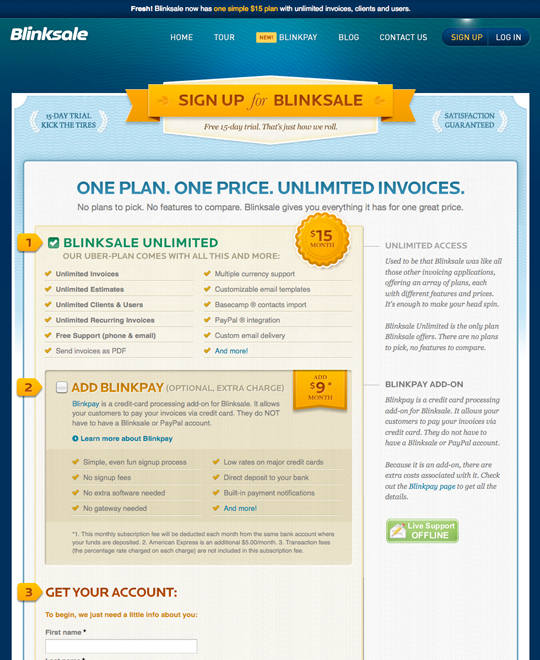 Fresh! Blinksale now has one simple $15 plan with unlimited invoices, clients and users.
Blinksale
HOME TOUR NEW! BLINKPAY BLOG CONTACT US SIGN UP LOG IN
SIGN UP for BLINKSALE
Free 15-day trial. That's just how we roll.
15-DAY TRIAL
KICK THE TIRES
SATISFACTION
GUARANTEED
ONE PLAN. ONE PRICE. UNLIMITED INVOICES.
No plans to pick. No features to compare. Blinksale gives you everything it has for one great price.
1 BLINKSALE UNLIMITED
OUR UBER-PLAN COMES WITH ALL THIS AND MORE:
$15
MONTH
Unlimited Invoices
Unlimited Estimates
Unlimited Clients & Users
Unlimited Recurring Invoices
Free Support (phone & email)
Send invoices as PDF
Multiple currency support
Customizable email templates
Basecamp ® contacts import
PayPal ® integration
Custom email delivery
And more!
UNLIMITED ACCESS
Used to be that Blinksale was like all
those other invoicing applications,
offering an array of plans, each
with different features and prices.
It's enough to make your head spin.
Blinksale Unlimited is the only plan
Blinksale offers. There are no plans
to pick, no features to compare.
2 ADD BLINKPAY (OPTIONAL, EXTRA CHARGE)
ADD
$9*
MONTH
Blinkpay is a credit-card processing add-on for Blinksale. It allows
your customers to pay your invoices via credit card. They do NOT
have to have a Blinksale or PayPal account.
Learn more about Blinkpay
Simple, even fun signup process
No signup fees
No extra software needed
No gateway needed
Low rates on major credit cards
Direct deposit to your bank
Built-in payment notifications
And more!
*1. This monthly subscription fee will be deducted each month from the same bank account where
your funds are deposited. 2. American Express is an additional $5.00/month. 3. Transaction fees
(the percentage rate charged on each charge) are not included in this subscription fee.
BLINKPAY ADD-ON
Blinkpay is a credit card processing
add-on for Blinksale. It allows your
customers to pay your invoices via
credit card. They do not have to
have a Blinksale or PayPal account.
Because it is an add-on, there are
extra costs associated with it. Check
out the Blinkpay page to get all the
details.
Live Support
OFFLINE
3 GET YOUR ACCOUNT:
To begin, we just need a little info about you:
First name *